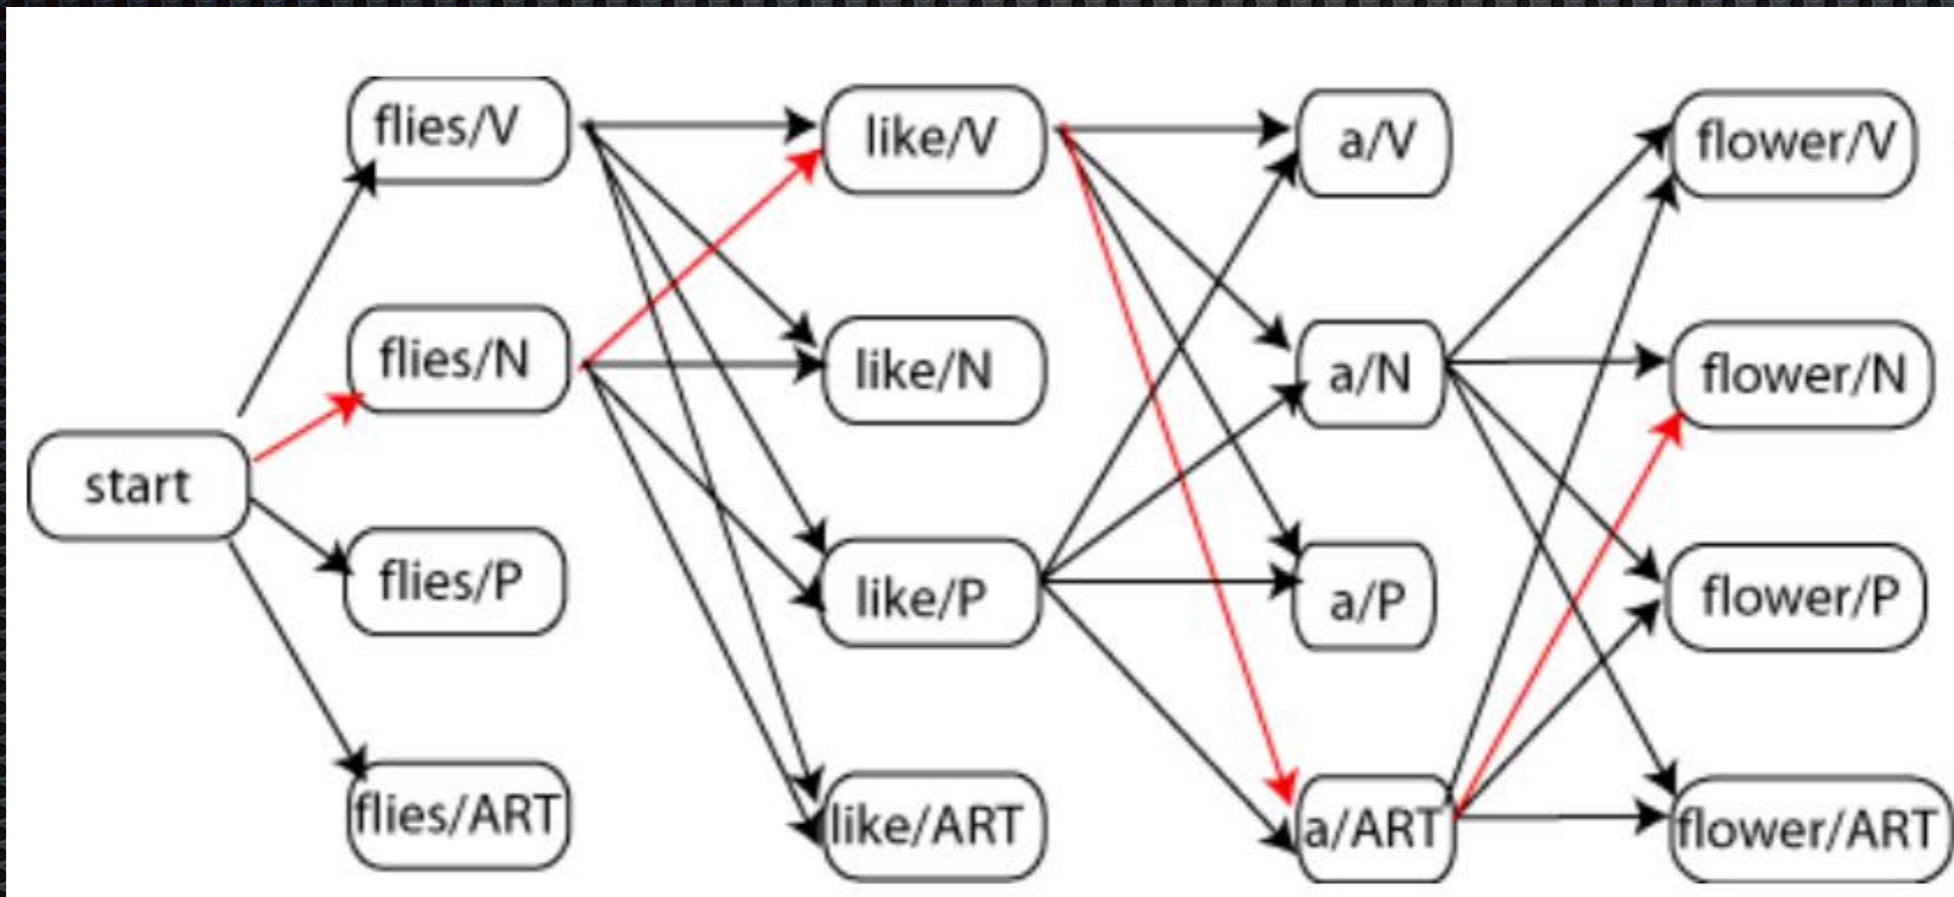 flies/V
like/V
a/V
flower/V
flies/N
like/N
a/N
flower/N
start
flies/P
like/P
a/P
flower/P
flies/ART
like/ART
a/ART
flower/ART